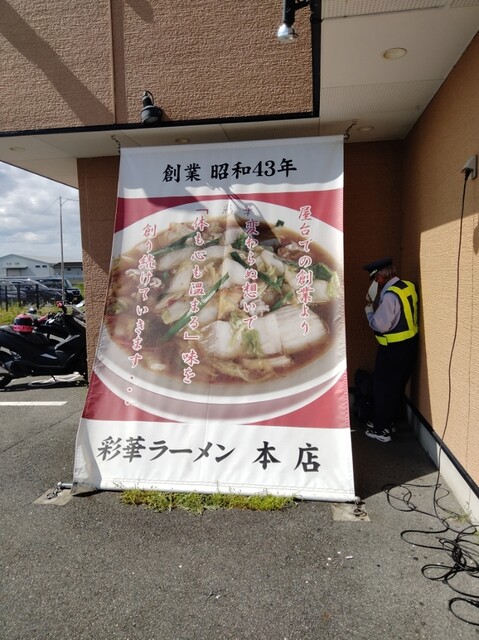 創業 昭和43年
屋台での創業より
変わらぬ想いで
「体も心も温まる」味を
創り続けていきます・・・
彩華ラーメン 本店